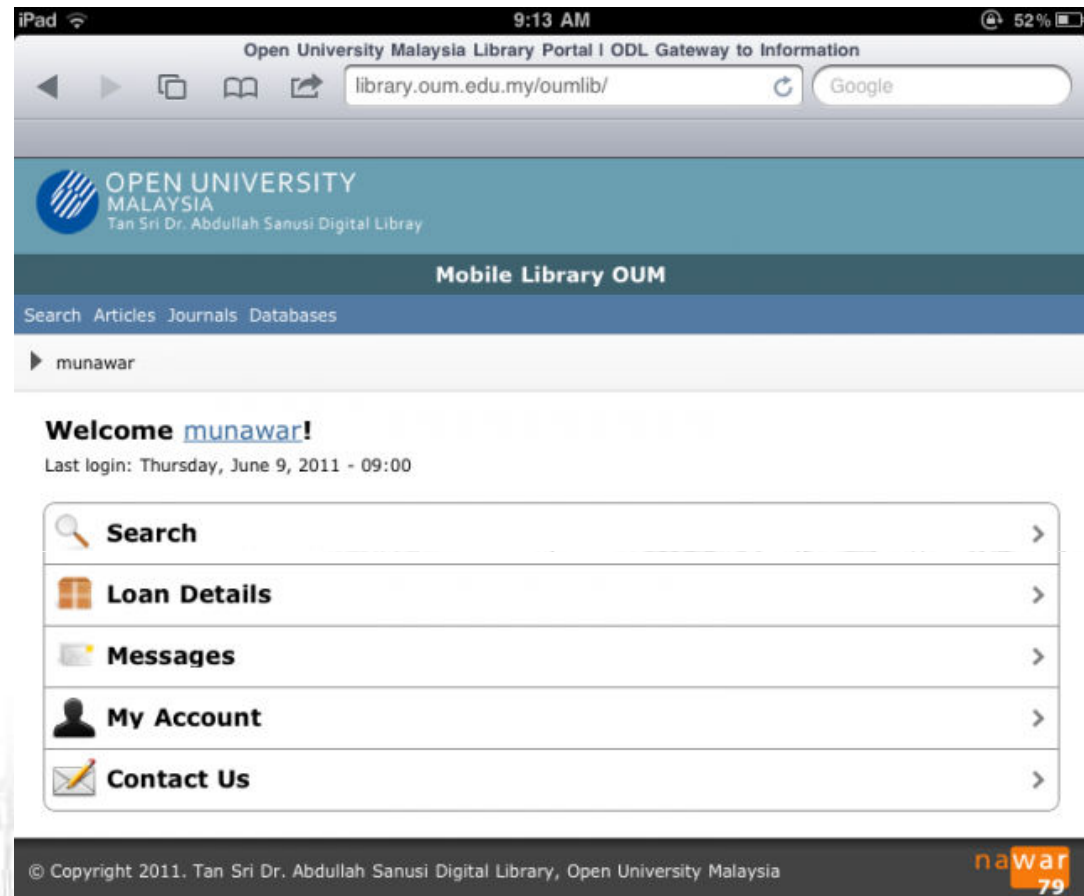 iPad 9:13 AM 52%
Open University Malaysia Library Portal | ODL Gateway to Information
library.oum.edu.my/oumlib/ Google
OPEN UNIVERSITY
MALAYSIA
Tan Sri Dr. Abdullah Sanusi Digital Libray
Mobile Library OUM
Search Articles Journals Databases
munawar
Welcome munawar!
Last login: Thursday, June 9, 2011 - 09:00
Search
Loan Details
Messages
My Account
Contact Us
© Copyright 2011. Tan Sri Dr. Abdullah Sanusi Digital Library, Open University Malaysia
nawar
79